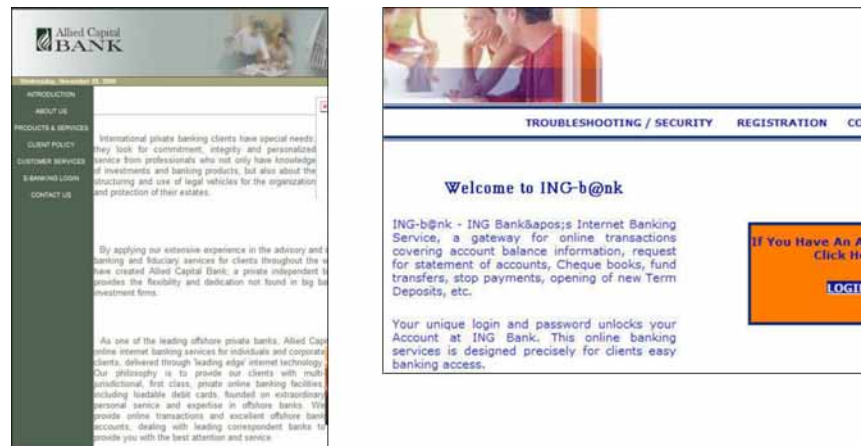 Allied Capital
BANK
Wednesday, November
INTRODUCTION
ABOUT US
PRODUCTS & SERVICES
CLIENT POLICY
CUSTOMER SERVICES
E-BANKING LOGIN
CONTACT US
International private banking clients have special needs;
they look for commitment, integrity and personalized
service from professionals who not only have knowledge
of investments and banking products, but also about the
structuring and use of legal vehicles for the organization
and protection of their estates.
By applying our extensive experience in the advisory and
banking and fiduciary services for clients throughout the w
have created Allied Capital Bank; a private independent b
provides the flexibility and dedication not found in big ba
investment firms.
As one of the leading offshore private banks, Allied Capi
online internet banking services for individuals and corporate
clients, delivered through 'leading edge' internet technology.
Our philosophy is to provide our clients with multi-
jurisdictional, first class, private online banking facilities,
including loadable debit cards, founded on extraordinary
personal service and expertise in offshore banks. We
provide online transactions and excellent offshore bank
accounts, dealing with leading correspondent banks to
provide you with the best attention and service
TROUBLESHOOTING / SECURITY REGISTRATION CO
Welcome to ING-b@nk
ING-b@nk - ING Bank&apos;s Internet Banking
Service, a gateway for online transactions
covering account balance information, request
for statement of accounts, Cheque books, fund
transfers, stop payments, opening of new Term
Deposits, etc.
Your unique login and password unlocks your
Account at ING Bank. This online banking
services is designed precisely for clients easy
banking access.
If You Have An A
Click He
LOGI